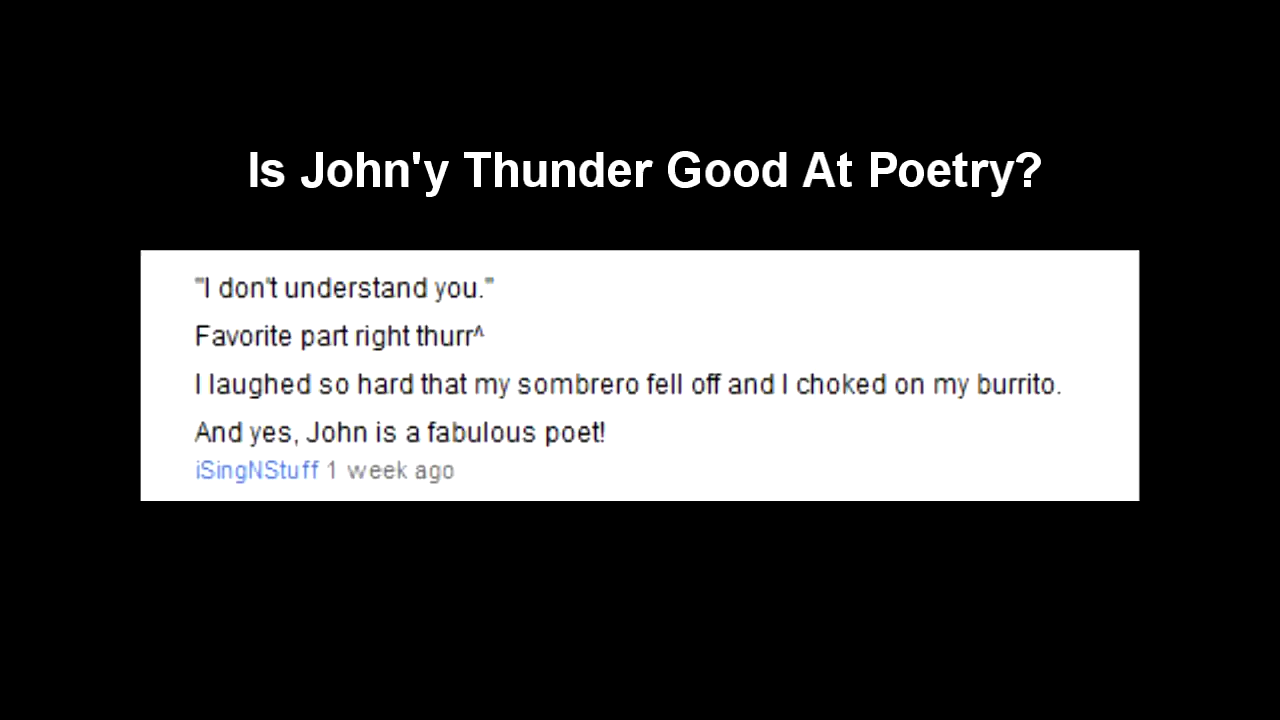 Is John'y Thunder Good At Poetry?
"I don't understand you."
Favorite part right thurr^
I laughed so hard that my sombrero fell off and I choked on my burrito.
And yes, John is a fabulous poet!
iSingNStuff 1 week ago